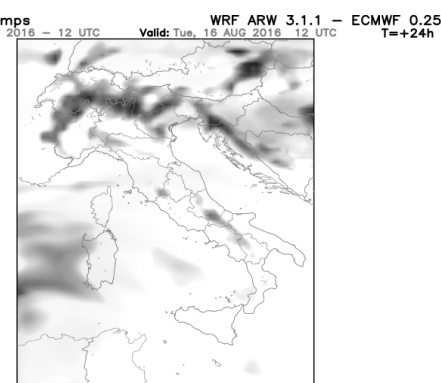 mps WRF ARW 3.1.1 — ECMWF 0.25
2016 — 12 UTC Valid: Tue, 16 AUG 2016 12 UTC T=+24h